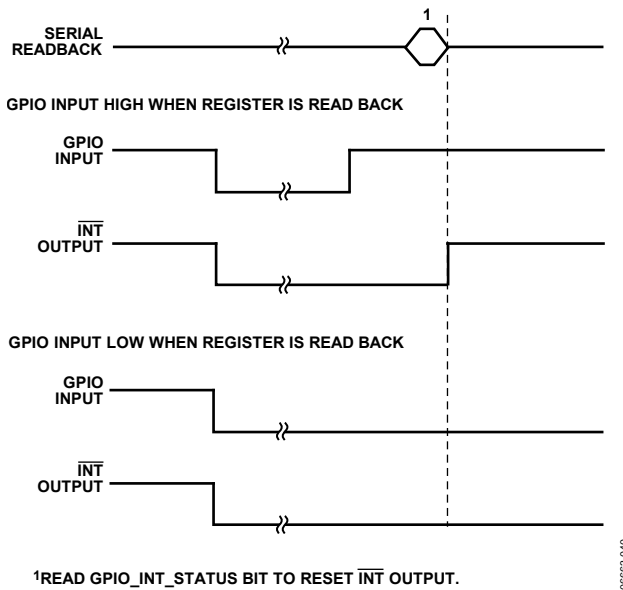 1
SERIAL
READBACK
GPIO INPUT HIGH WHEN REGISTER IS READ BACK
GPIO
INPUT
INT
OUTPUT
GPIO INPUT LOW WHEN REGISTER IS READ BACK
GPIO
INPUT
INT
OUTPUT
1READ GPIO_INT_STATUS BIT TO RESET INT OUTPUT.